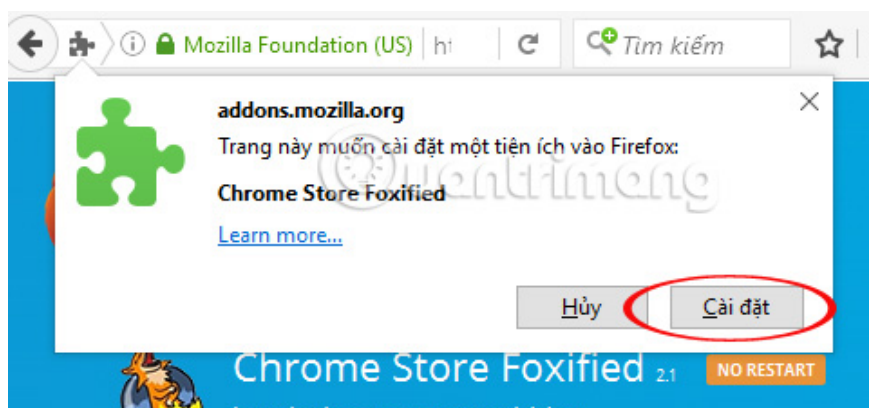 Mozilla Foundation (US)
Tìm kiếm
addons.mozilla.org
Trang này muốn cài đặt một tiện ích vào Firefox:
Quantrimang
Chrome Store Foxified
Learn more...
Hủy
Cài đặt
Chrome Store Foxified 2.1 NO RESTART